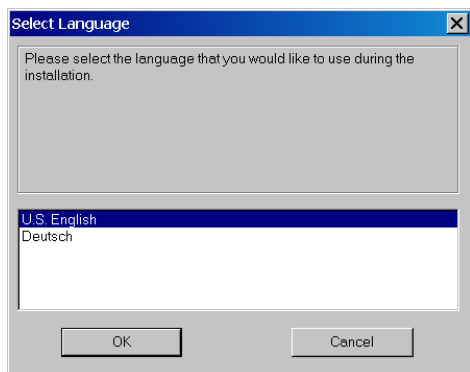 Select Language
Please select the language that you would like to use during the
installation.
U.S. English
Deutsch
OK
Cancel